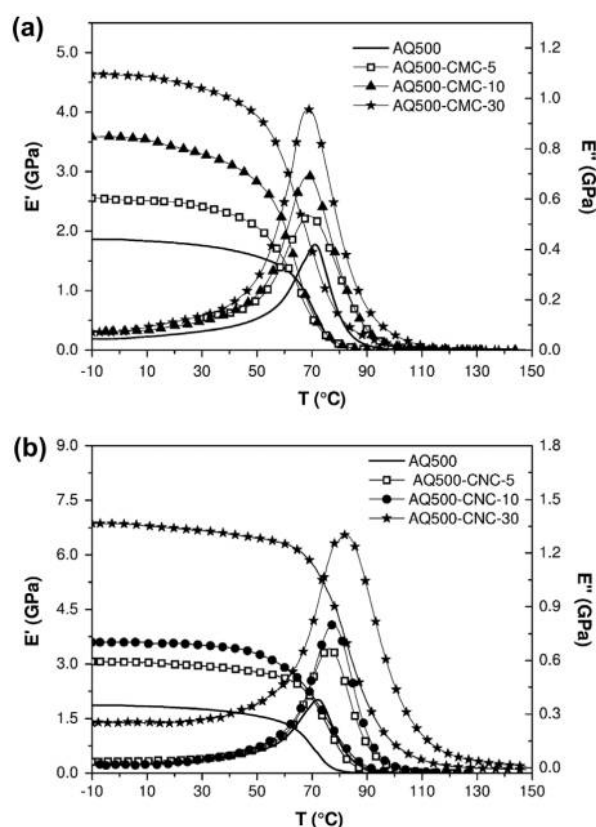 (a)
AQ500
AQ500-CMC-5
AQ500-CMC-10
AQ500-CMC-30
E' (GPa)
5.0
4.0
3.0
2.0
1.0
0.0
E" (GPa)
1.2
1.0
0.8
0.6
0.4
0.2
0.0
-10 10 30 50 70 90 110 130 150
T (°C)
(b)
AQ500
AQ500-CNC-5
AQ500-CNC-10
AQ500-CNC-30
E' (GPa)
9.0
7.5
6.0
4.5
3.0
1.5
0.0
E" (GPa)
1.8
1.5
1.2
0.9
0.6
0.3
0.0
-10 10 30 50 70 90 110 130 150
T (°C)